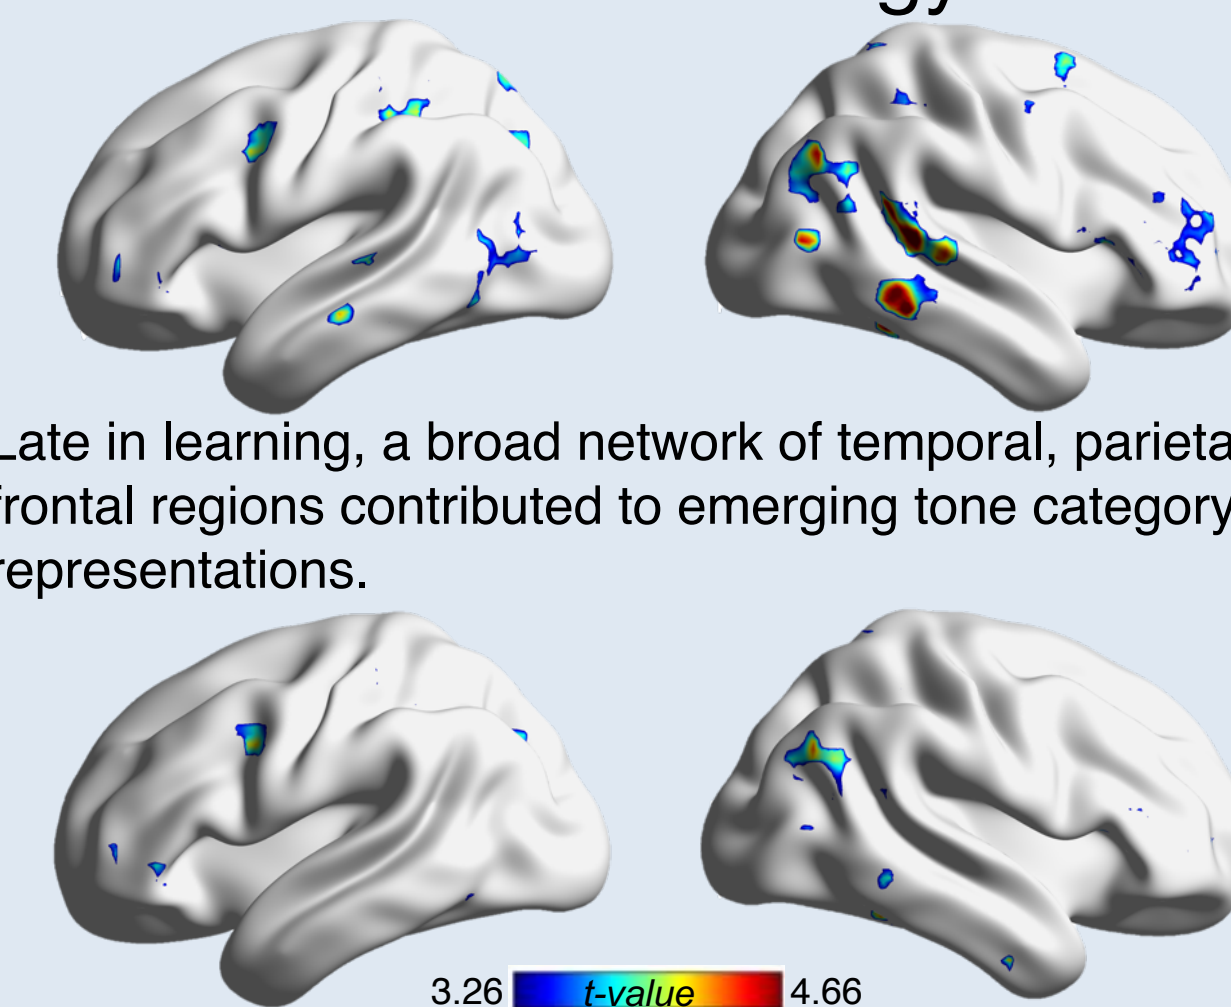 Late in learning, a broad network of temporal, parieta
frontal regions contributed to emerging tone category
representations.
3.26 t-value 4.66